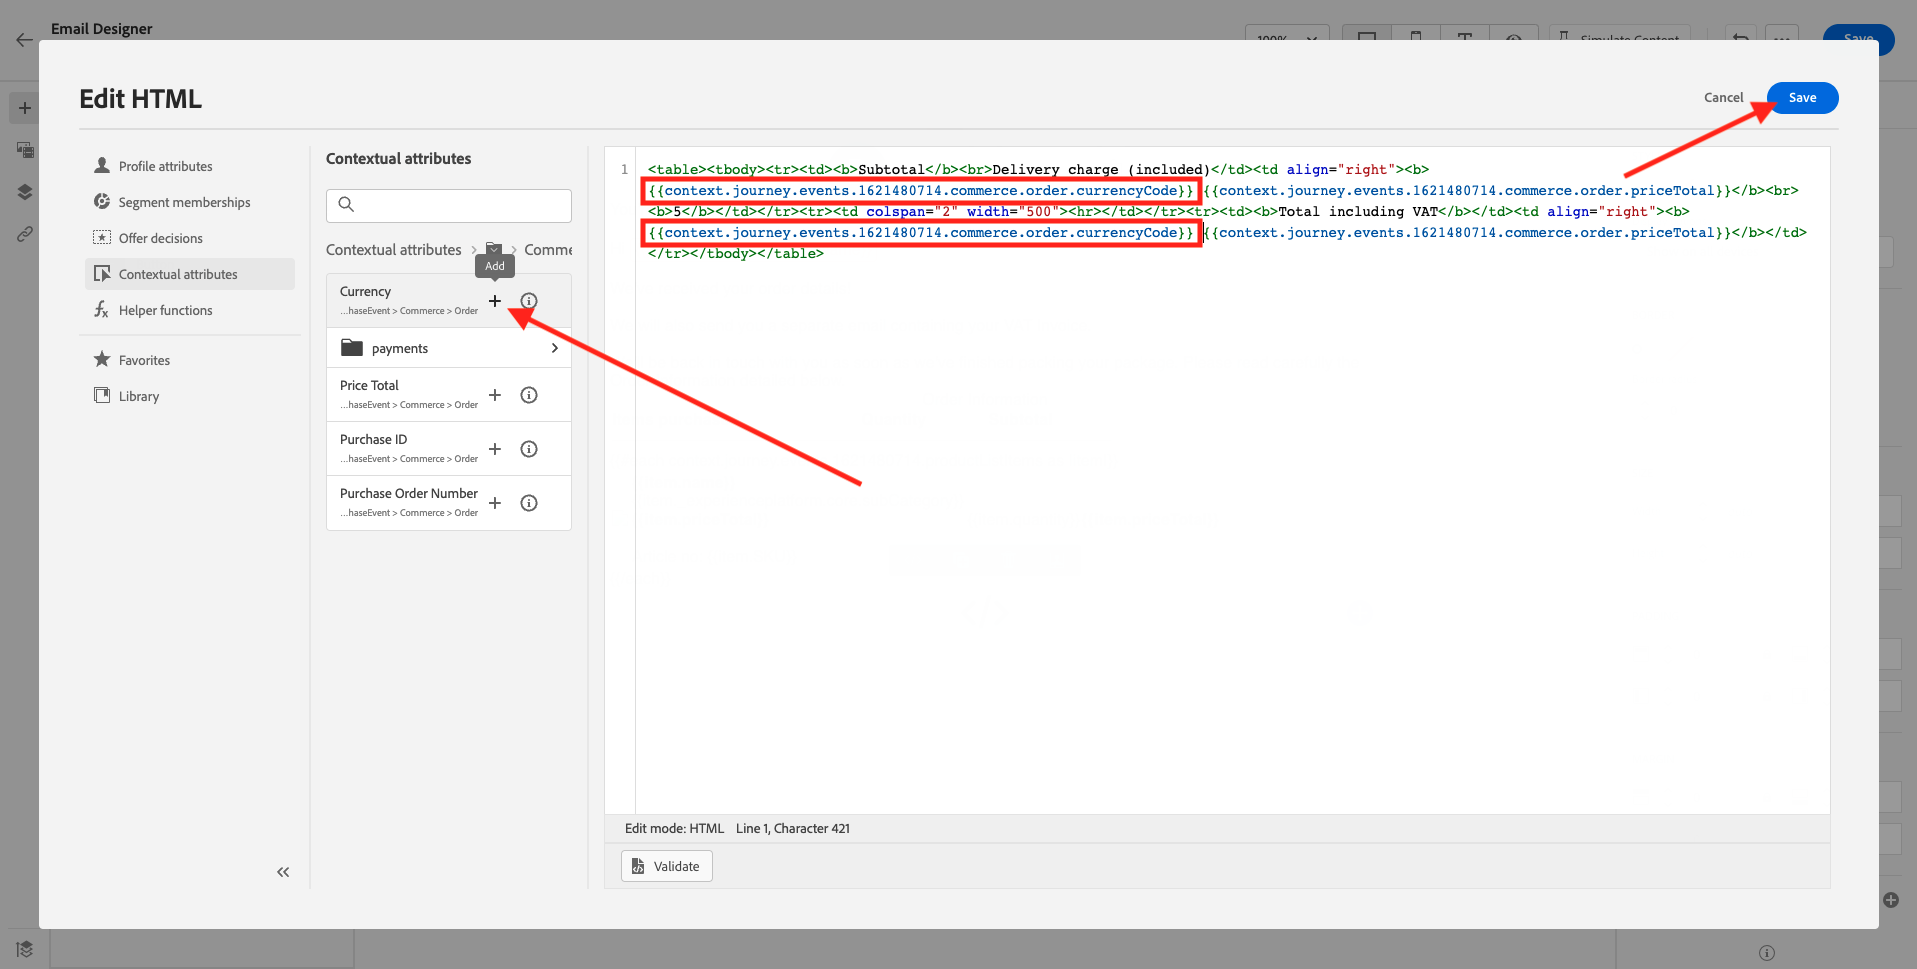 Email Designer
100%
Simulate Content
Save
Edit HTML
Cancel
Save
Profile attributes
Segment memberships
Offer decisions
Contextual attributes
Helper functions
Favorites
Library
Contextual attributes
Contextual attributes > > Comme
Add
Currency
...haseEvent > Commerce > Order
payments
Price Total
...haseEvent > Commerce > Order
Purchase ID
...haseEvent > Commerce > Order
Purchase Order Number
...haseEvent > Commerce > Order
1 <table><tbody><tr><td><b>Subtotal</b><br>Delivery charge (included)</td><td align="right"><b>
{{context.journey.events.1621480714.commerce.order.currencyCode}} {{context.journey.events.1621480714.commerce.order.priceTotal}}</b><br>
<b>5</b></td></tr><tr><td colspan="2" width="500"><hr></td></tr><tr><td><b>Total including VAT</b></td><td align="right"><b>
{{context.journey.events.1621480714.commerce.order.currencyCode}} {{context.journey.events.1621480714.commerce.order.priceTotal}}</b></td>
</tr></tbody></table>
Edit mode: HTML Line 1, Character 421
Validate